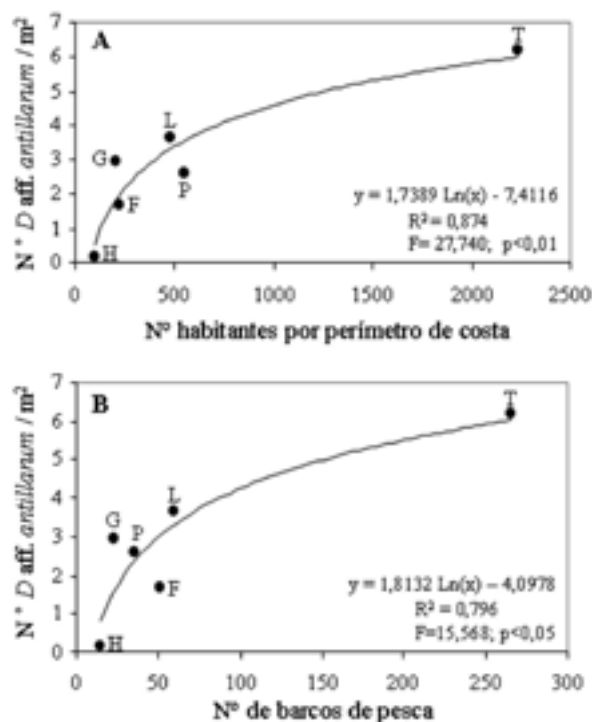 A
N° D aff. antillarum / m²
7
6
5
4
3
2
1
0
T
L
G
P
F
H
y = 1,7389 Ln(x) - 7,4116
R² = 0,874
F= 27,740; p<0,01
0 500 1000 1500 2000 2500
Nº habitantes por perímetro de costa
B
N° D aff. antillarum / m²
7
6
5
4
3
2
1
0
T
L
G
P
F
H
y = 1,8132 Ln(x) – 4,0978
R² = 0,796
F=15,568; p<0,05
0 50 100 150 200 250 300
Nº de barcos de pesca